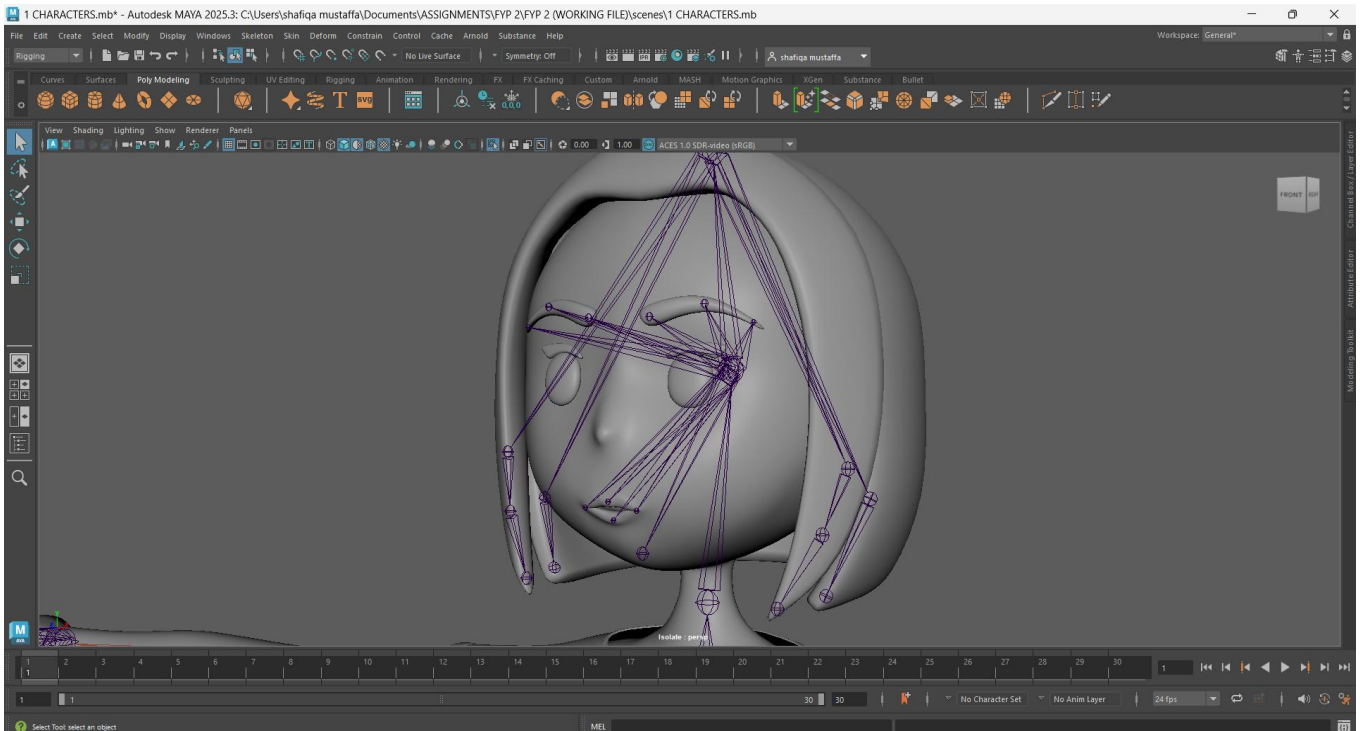 1 CHARACTERS.mb* - Autodesk MAYA 2025.3: C:\Users\shafiqa mustaffa\Documents\ASSIGNMENTS\FYP 2\FYP 2 (WORKING FILE)\scenes\1 CHARACTERS.mb
File Edit Create Select Modify Display Windows Skeleton Skin Deform Constrain Control Cache Arnold Substance Help Workspace: General*
Rigging No Live Surface Symmetry: Off shafiqa mustaffa
Curves Surfaces Poly Modeling Sculpting UV Editing Rigging Animation Rendering FX FX Caching Custom Arnold MASH Motion Graphics XGen Substance Bullet
SVG 0,0,0
View Shading Lighting Show Renderer Panels
0.00 1.00 ACES 1.0 SDR-video (sRGB)
FRONT
Channel Box/Layer Editor
Attribute Editor
Modeling Toolkit
Isolate : persp
1 2 3 4 5 6 7 8 9 10 11 12 13 14 15 16 17 18 19 20 21 22 23 24 25 26 27 28 29 30 1
1
1 1 30 30 No Character Set No Anim Layer 24 fps
Select Tool: select an object MEL